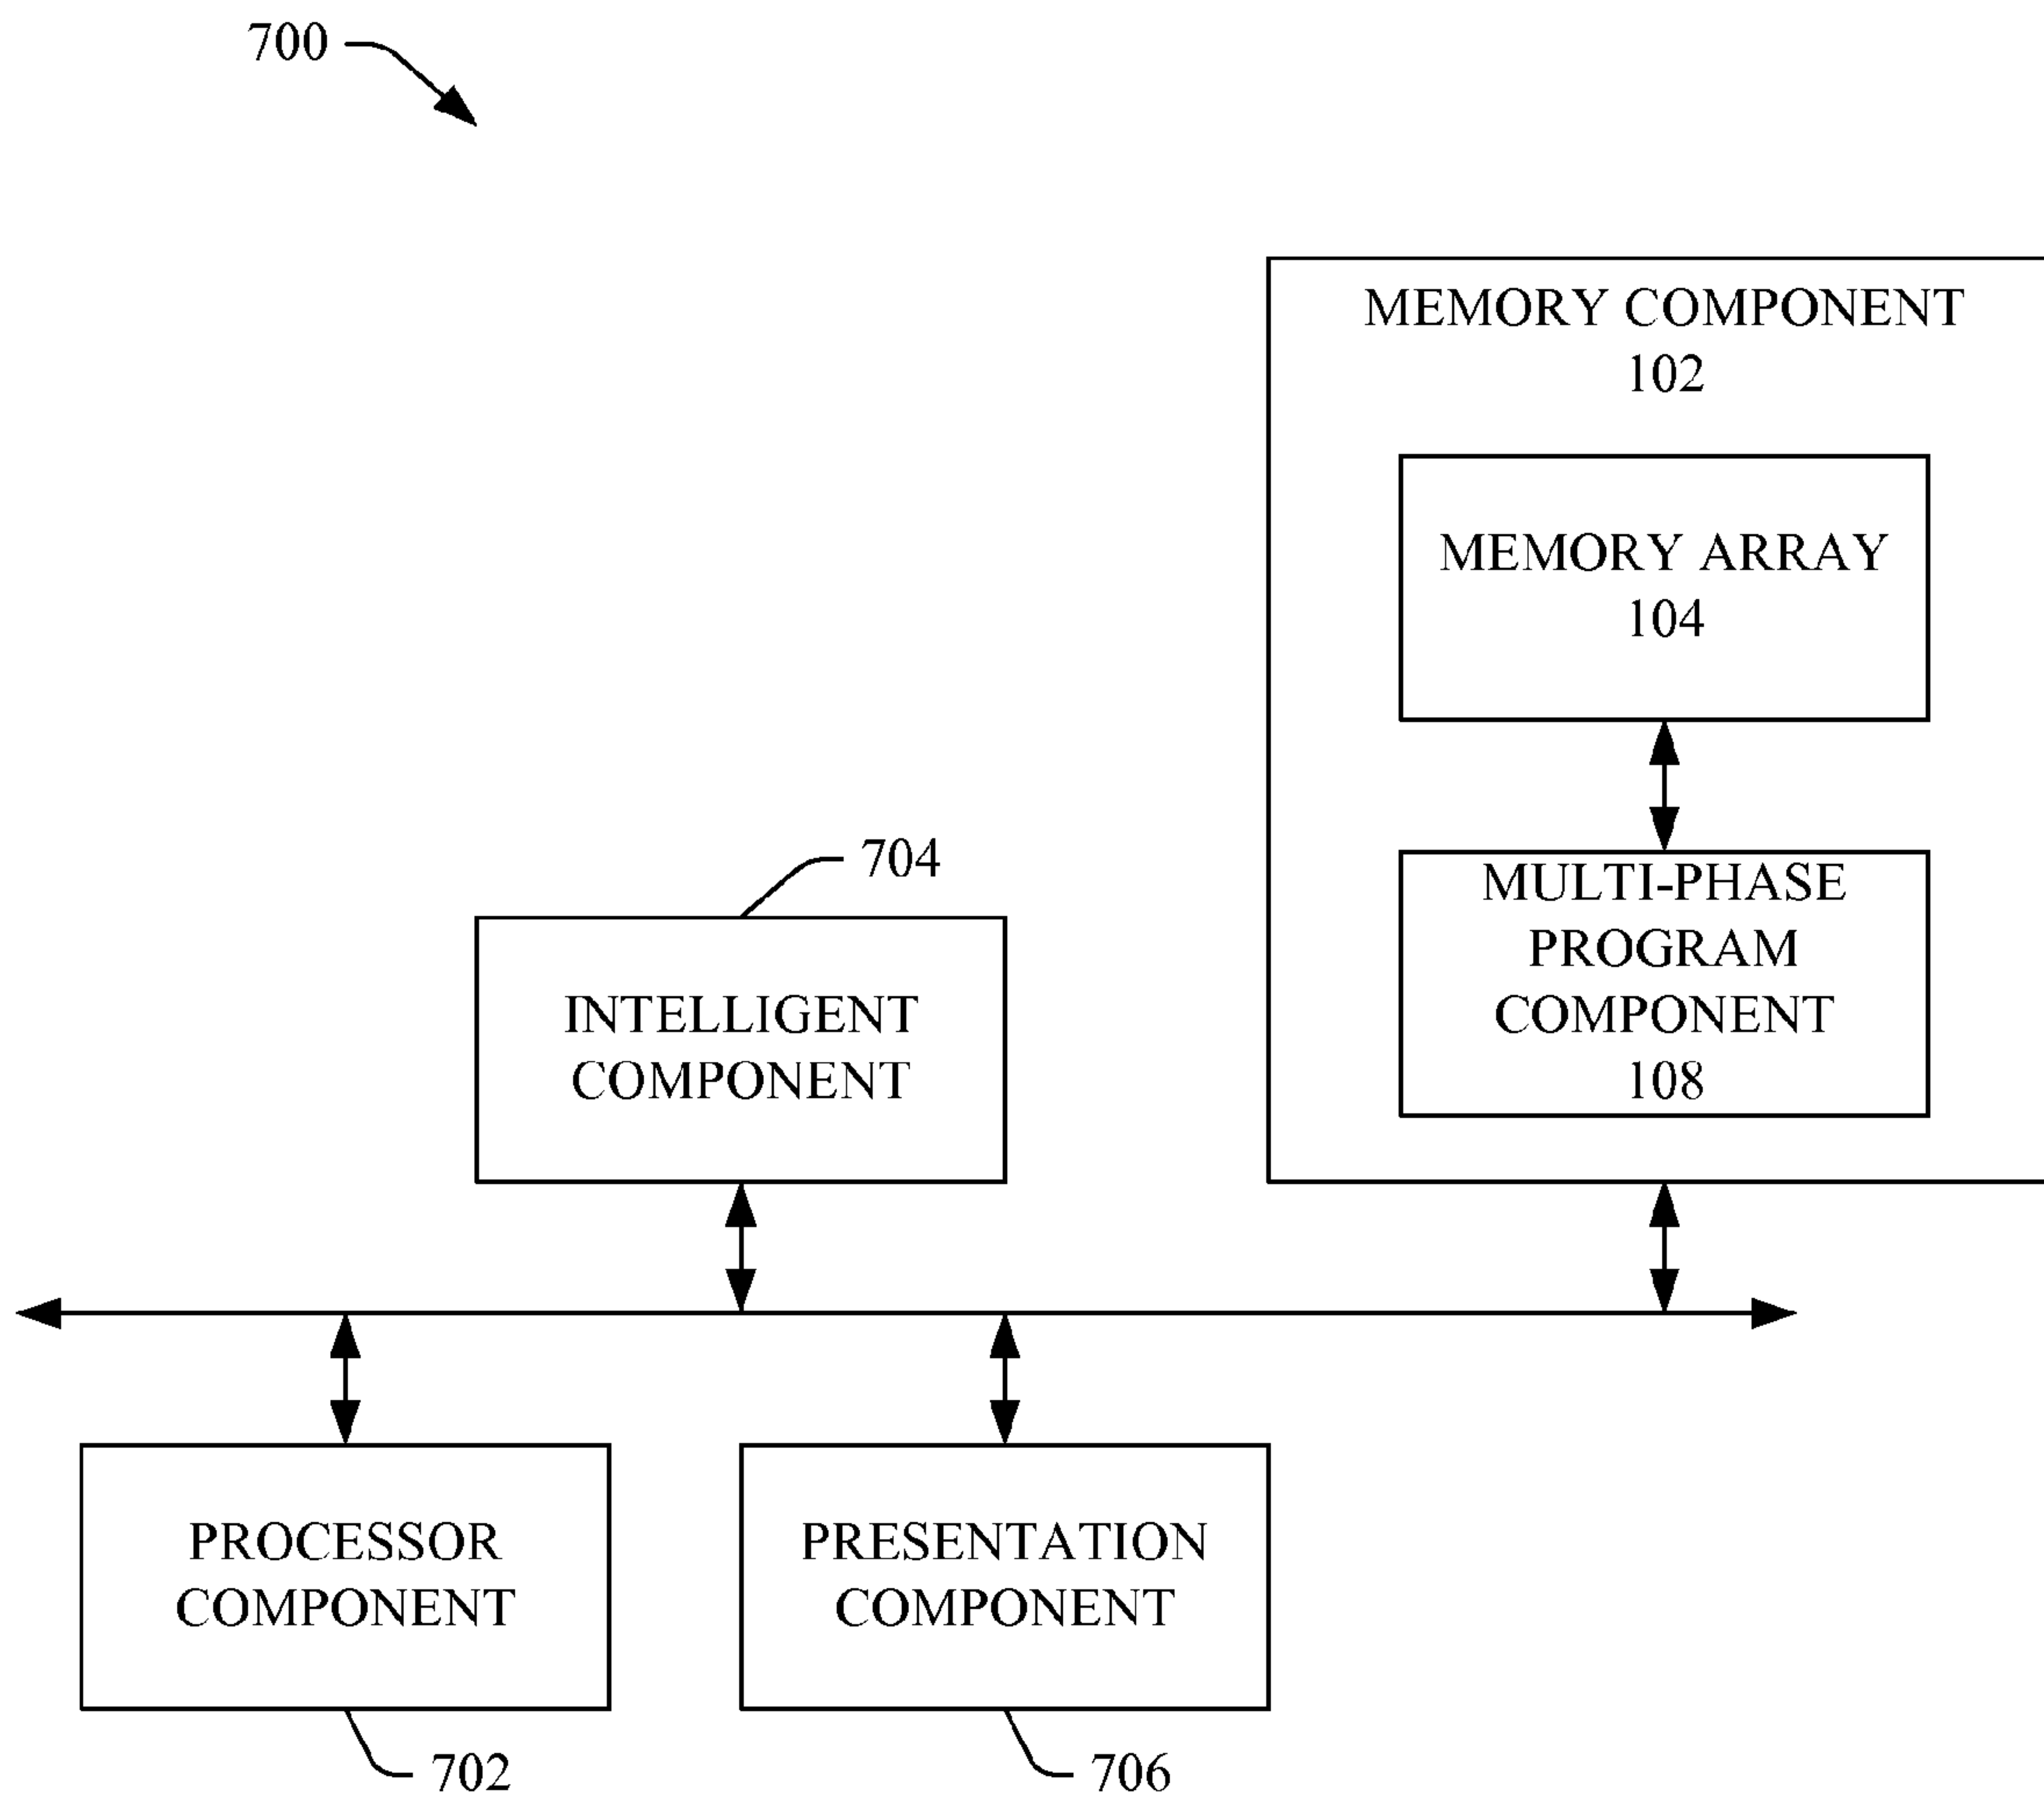 700
MEMORY COMPONENT
102
MEMORY ARRAY
104
MULTI-PHASE
PROGRAM
COMPONENT
108
704
INTELLIGENT
COMPONENT
PROCESSOR
COMPONENT
702
PRESENTATION
COMPONENT
706